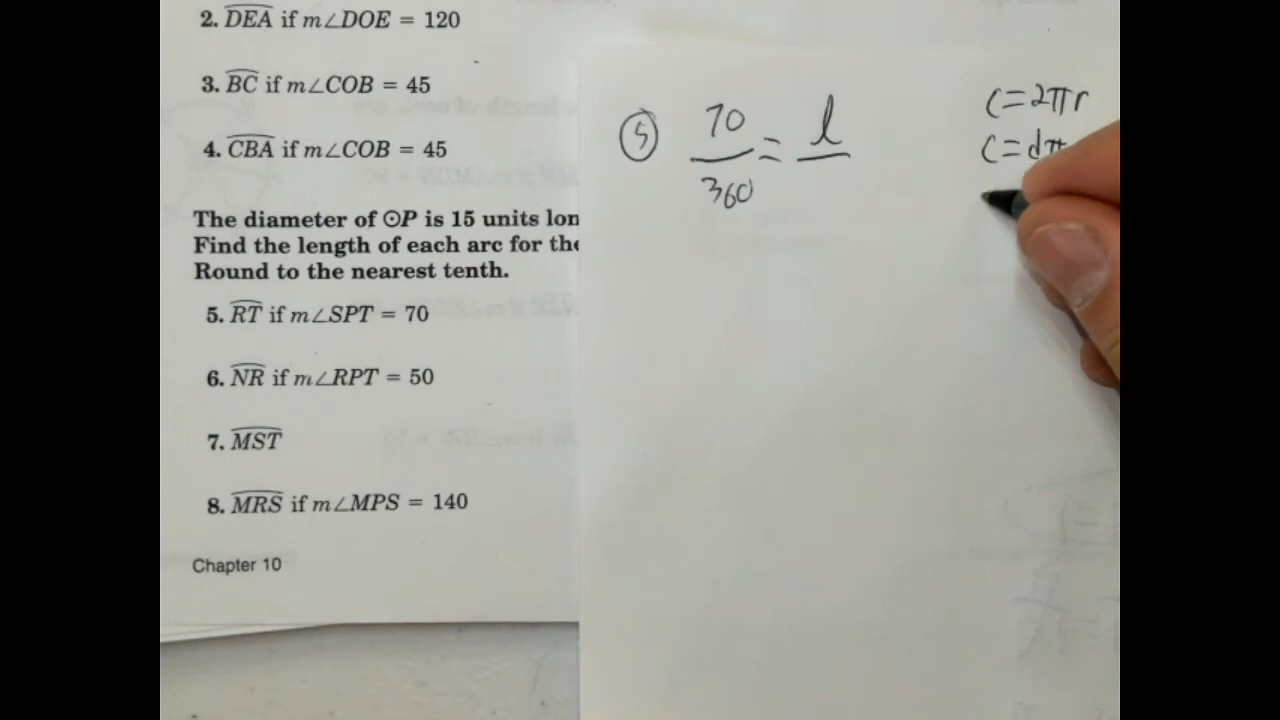 2. DEA if m∠DOE = 120
3. BC if m∠COB = 45
4. CBA if m∠COB = 45
The diameter of ⊙P is 15 units lon
Find the length of each arc for the
Round to the nearest tenth.
5. RT if m∠SPT = 70
6. NR if m∠RPT = 50
7. MST
8. MRS if m∠MPS = 140
Chapter 10
5 70/360 = l
C=2πr
C=dπ